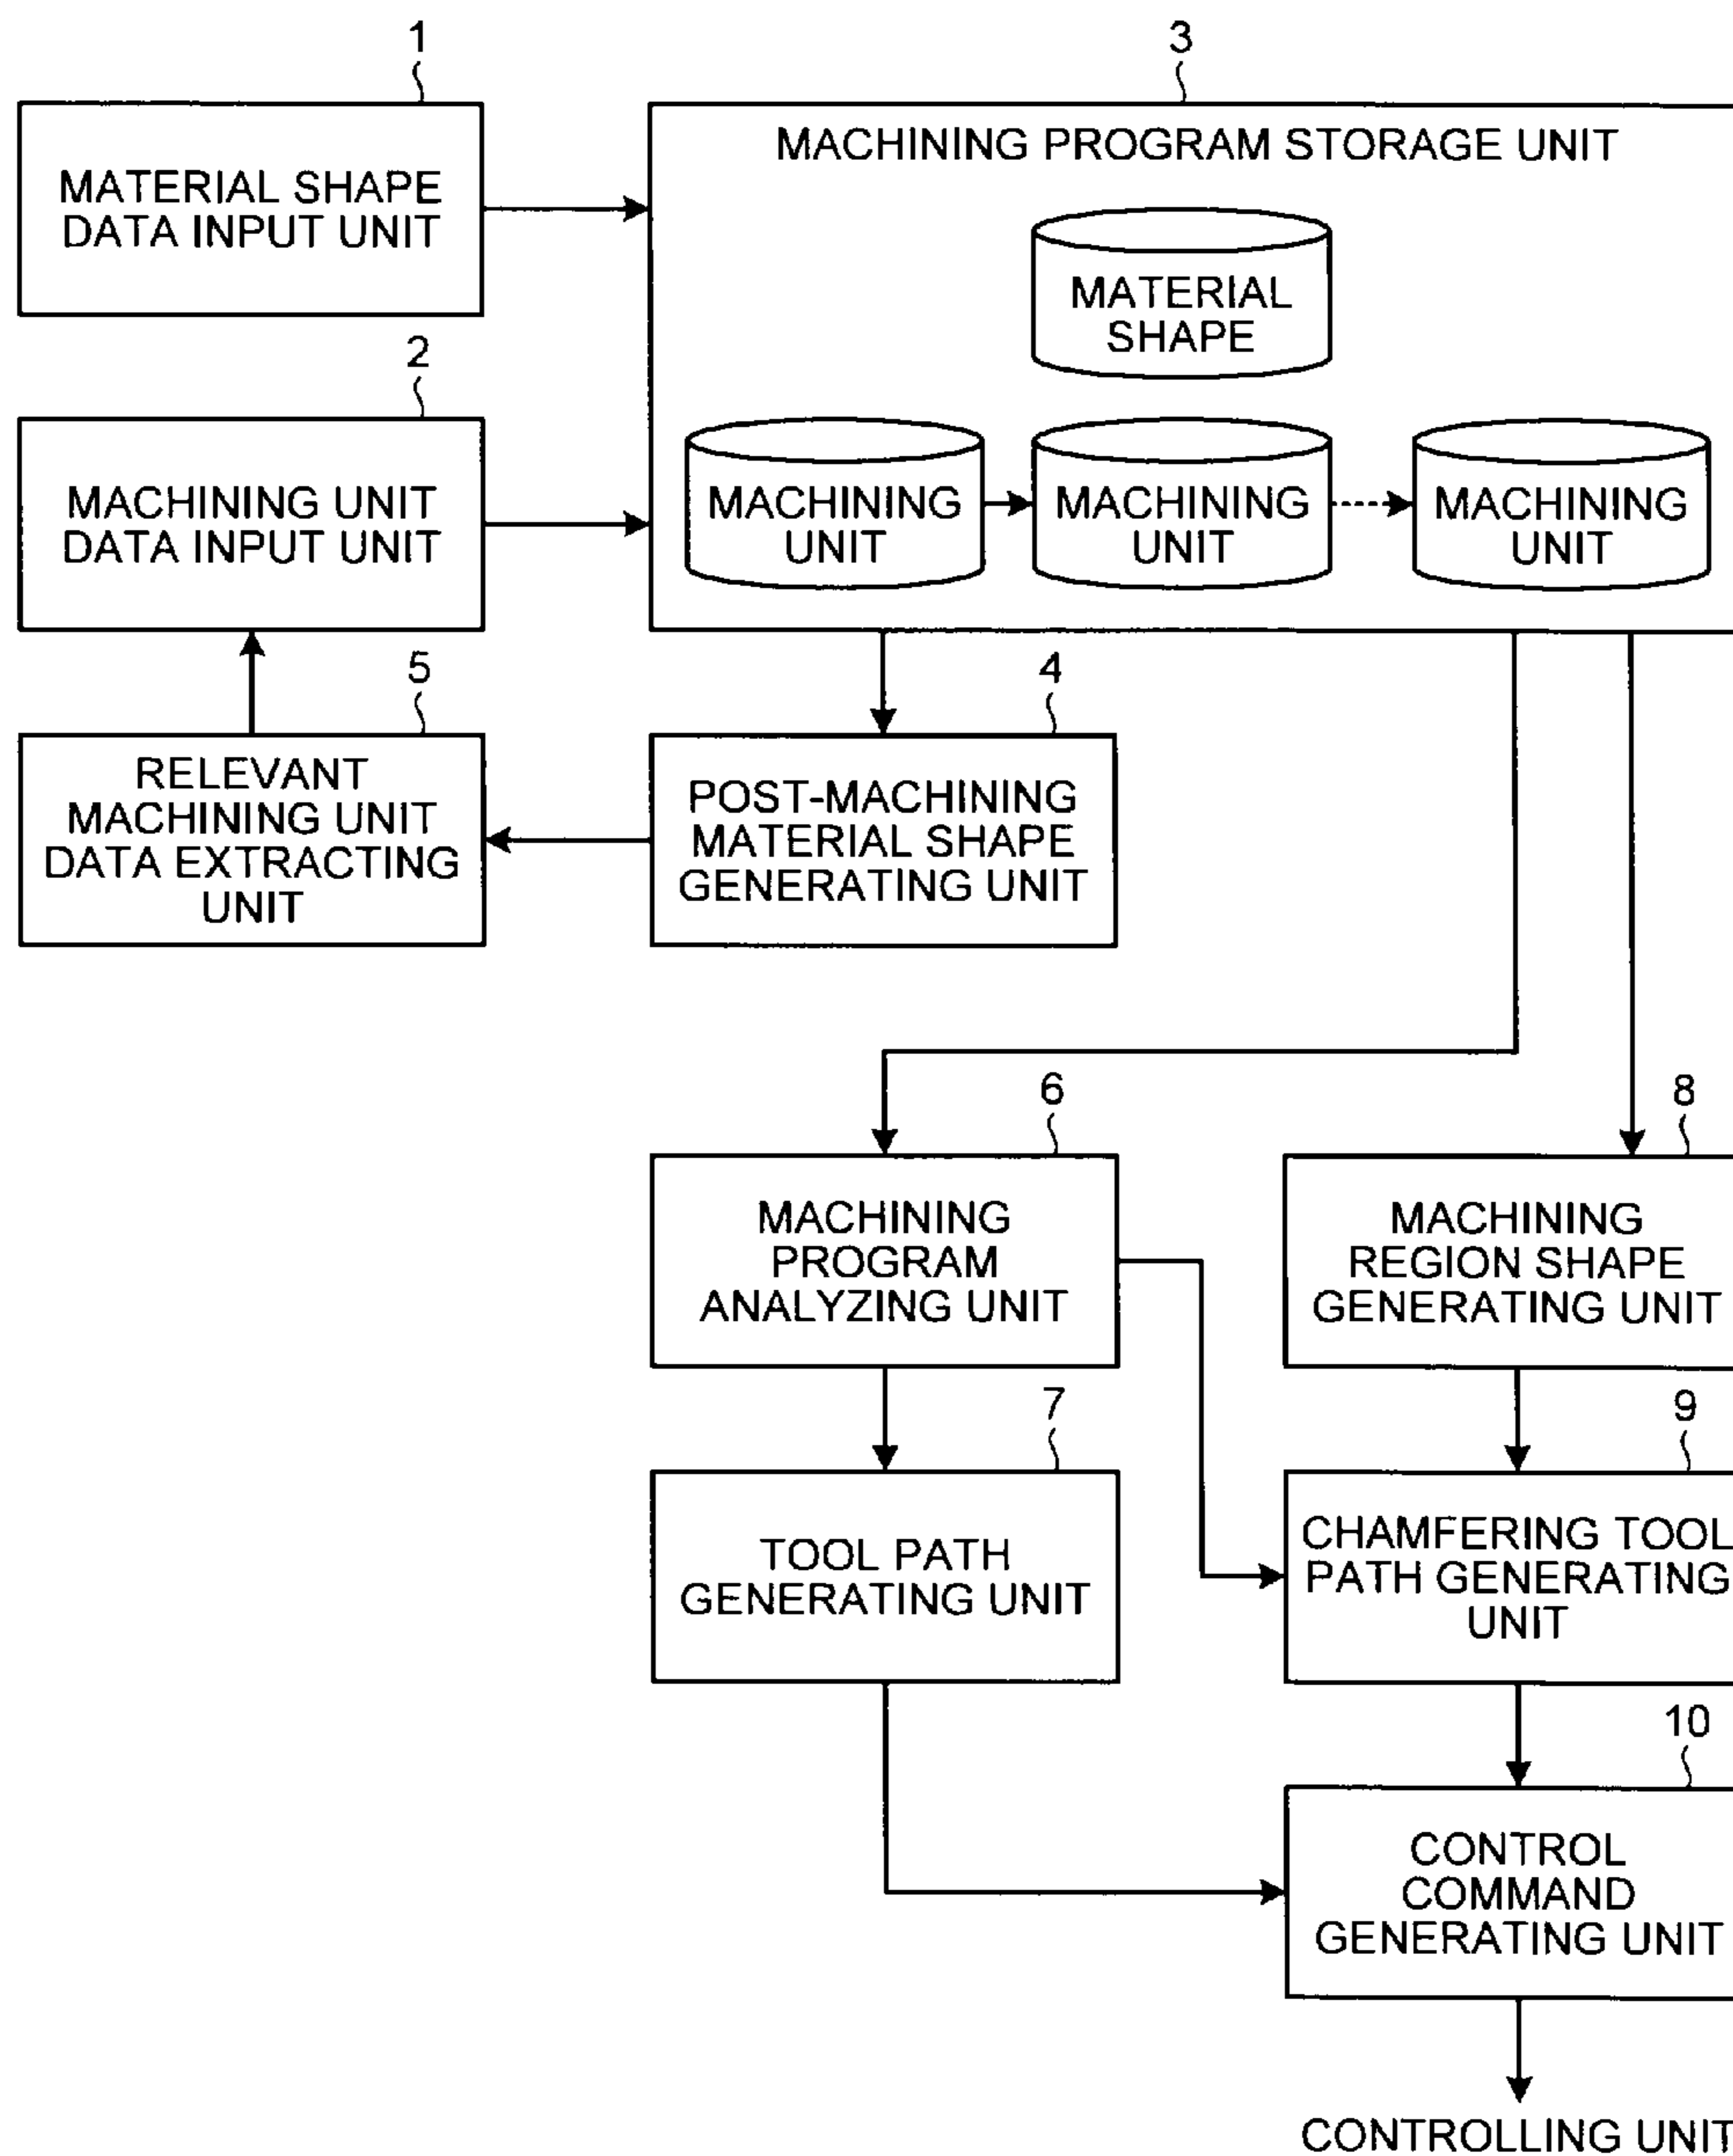 1
MATERIAL SHAPE
DATA INPUT UNIT
3
MACHINING PROGRAM STORAGE UNIT
MATERIAL
SHAPE
2
MACHINING UNIT
DATA INPUT UNIT
MACHINING
UNIT
MACHINING
UNIT
MACHINING
UNIT
5
RELEVANT
MACHINING UNIT
DATA EXTRACTING
UNIT
4
POST-MACHINING
MATERIAL SHAPE
GENERATING UNIT
6
MACHINING
PROGRAM
ANALYZING UNIT
8
MACHINING
REGION SHAPE
GENERATING UNIT
7
TOOL PATH
GENERATING UNIT
9
CHAMFERING TOOL
PATH GENERATING
UNIT
10
CONTROL
COMMAND
GENERATING UNIT
CONTROLLING UNIT